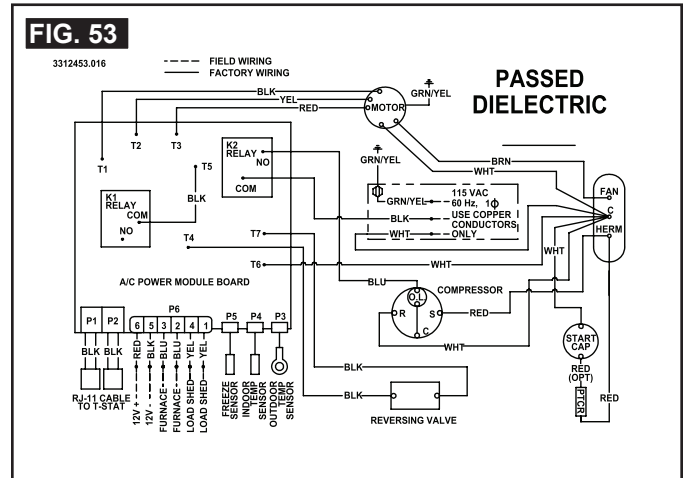 FIG. 53
3312453.016
FIELD WIRING
FACTORY WIRING
PASSED
DIELECTRIC
BLK
YEL
RED
MOTOR
GRN/YEL
T1
T2
T3
T5
BLK
K2
RELAY
NO
COM
K1
RELAY
COM
NO
GRN/YEL
BRN
WHT
GRN/YEL
BLK
WHT
115 VAC
60 Hz, 1ϕ
USE COPPER
CONDUCTORS
ONLY
FAN
C
HERM
T4
T7
T6
WHT
WHT
A/C POWER MODULE BOARD
BLU
COMPRESSOR
O.L.
R
S
C
RED
WHT
BLK
START
CAP
RED
(OPT)
PTCR
RED
P1
P2
BLK
BLK
RJ-11 CABLE
TO T-STAT
P6
6
5
3
2
4
1
RED
BLK
BLU
BLU
YEL
YEL
12V +
12V -
FURNACE
FURNACE
LOAD SHED
LOAD SHED
P5
P4
P3
FREEZE
SENSOR
INDOOR
TEMP
SENSOR
OUTDOOR
TEMP
SENSOR
BLK
REVERSING VALVE